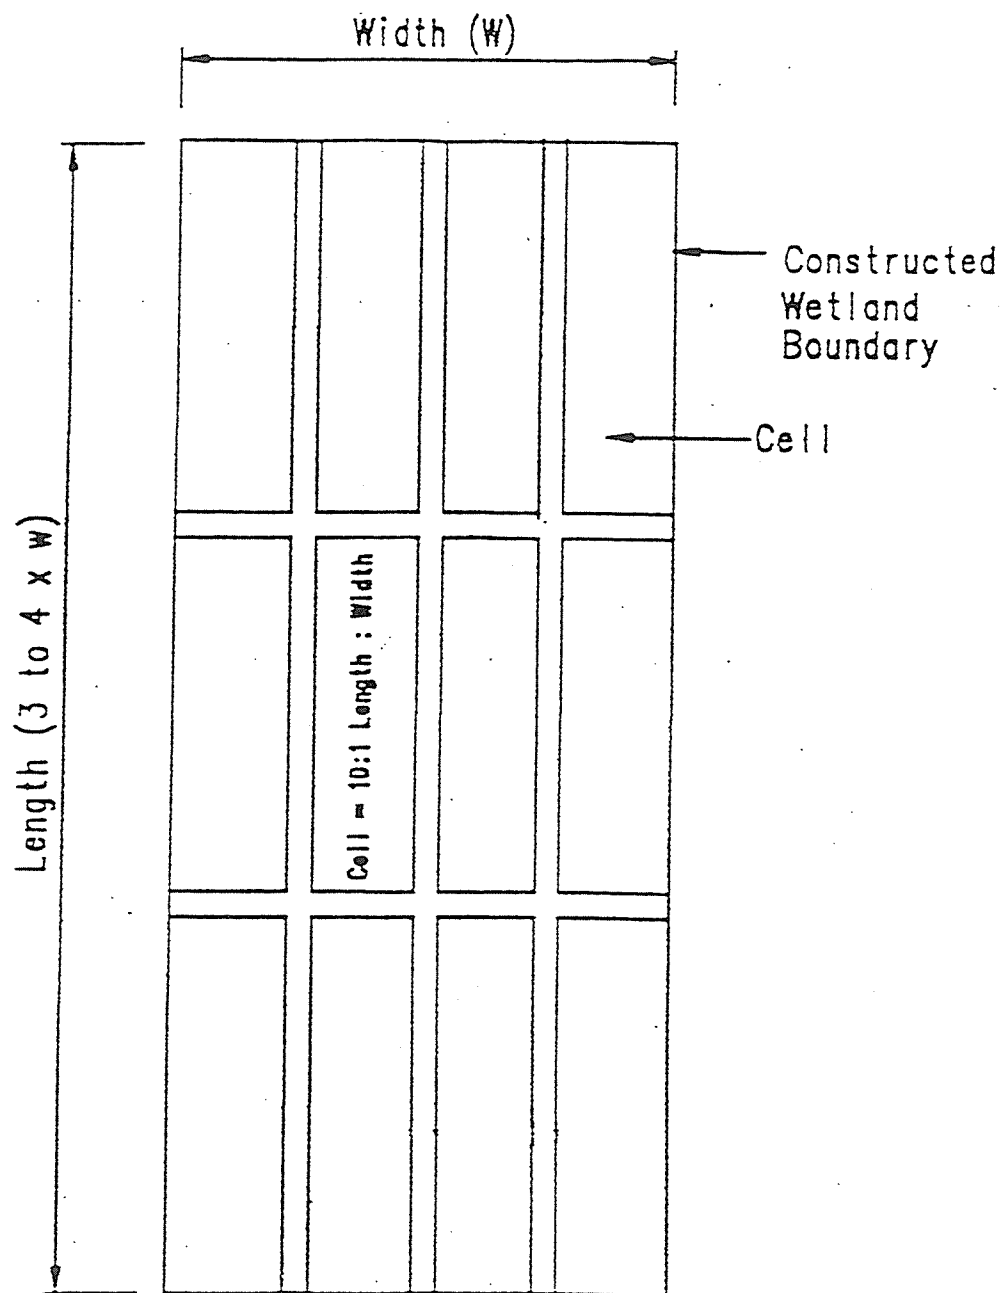 Width (W)
Constructed
Wetland
Boundary
Cell
Length (3 to 4 x W)
Cell = 10:1 Length : Width